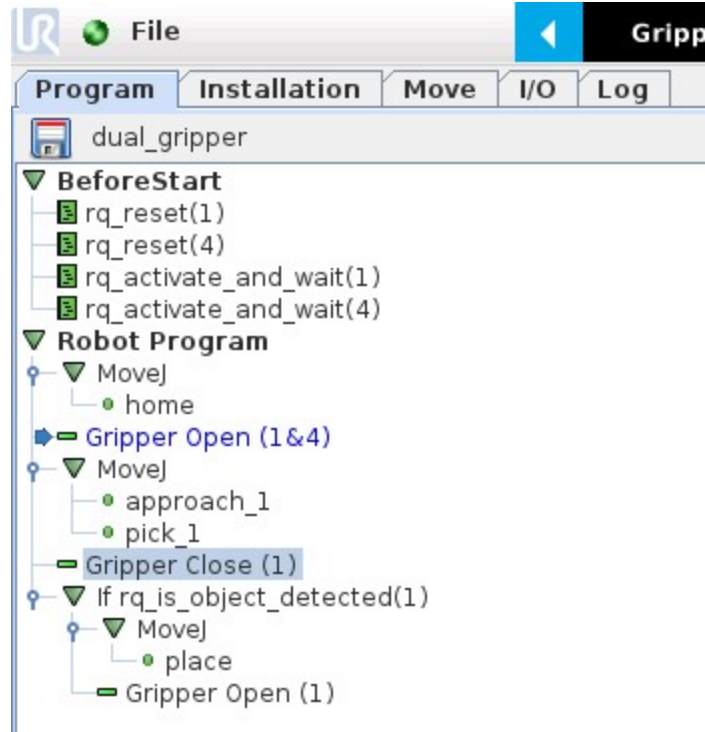 UR File Gripp
Program Installation Move I/O Log
dual_gripper
BeforeStart
rq_reset(1)
rq_reset(4)
rq_activate_and_wait(1)
rq_activate_and_wait(4)
Robot Program
MoveJ
home
Gripper Open (1&4)
MoveJ
approach_1
pick_1
Gripper Close (1)
If rq_is_object_detected(1)
MoveJ
place
Gripper Open (1)